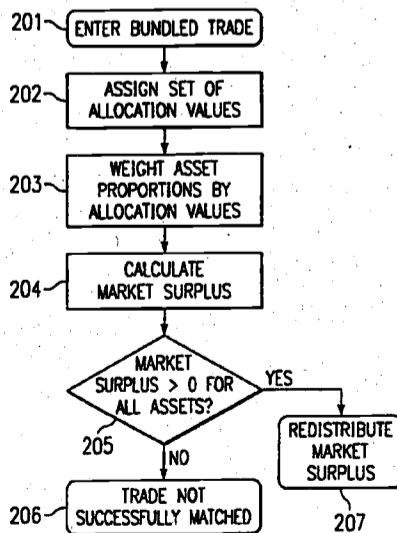 201
ENTER BUNDLED TRADE
202
ASSIGN SET OF
ALLOCATION VALUES
203
WEIGHT ASSET
PROPORTIONS BY
ALLOCATION VALUES
204
CALCULATE
MARKET SURPLUS
MARKET
SURPLUS > 0 FOR
ALL ASSETS?
205
YES
NO
REDISTRIBUTE
MARKET
SURPLUS
207
206
TRADE NOT
SUCCESSFULLY MATCHED